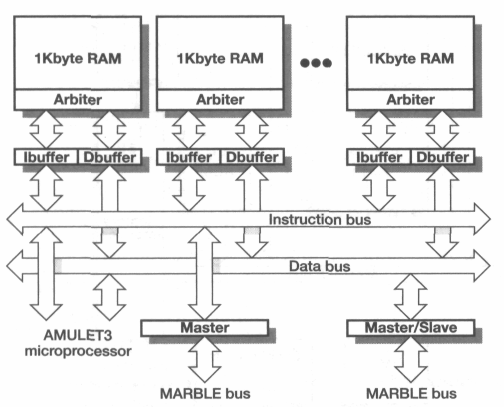 1Kbyte RAM 1Kbyte RAM 1Kbyte RAM
Arbiter Arbiter Arbiter
Ibuffer Dbuffer Ibuffer Dbuffer Ibuffer Dbuffer
Instruction bus
Data bus
AMULET3
microprocessor
Master Master/Slave
MARBLE bus MARBLE bus